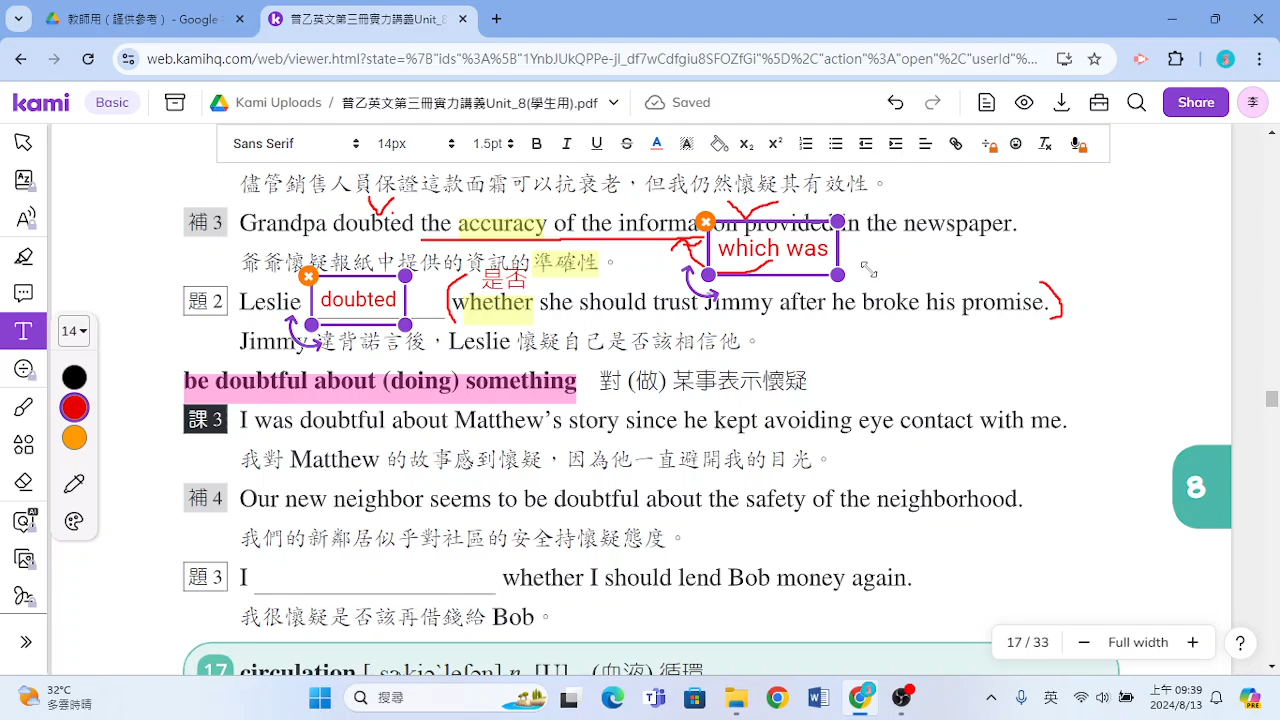 教師用（謹供參考） - Google
普乙英文第三冊實力講義Unit_8(
web.kamihq.com/web/viewer.html?state=%7B"ids"%3A%5B"1YnbJUkQPPe-jl_df7wCdfgiu8SFOZfGi"%5D%2C"action"%3A"open"%2C"userId"%...
kami Basic Kami Uploads / 普乙英文第三冊實力講義Unit_8(學生用).pdf Saved Share 李
Sans Serif 14px 1.5pt B I U S A
儘管銷售人員保證這款面霜可以抗衰老，但我仍然懷疑其有效性。
補 3 Grandpa doubted the accuracy of the information provided in the newspaper.
which was
爺爺懷疑報紙中提供的資訊的準確性。
是否
題 2 Leslie doubted whether she should trust Jimmy after he broke his promise.
Jimmy 違背諾言後，Leslie 懷疑自己是否該相信他。
be doubtful about (doing) something 對 (做) 某事表示懷疑
課 3 I was doubtful about Matthew's story since he kept avoiding eye contact with me.
我對 Matthew 的故事感到懷疑，因為他一直避開我的目光。
8
補 4 Our new neighbor seems to be doubtful about the safety of the neighborhood.
我們的新鄰居似乎對社區的安全持懷疑態度。
題 3 I ____ whether I should lend Bob money again.
我很懷疑是否該再借錢給 Bob。
14
17 / 33 Full width
17 circulation n. [U] (血液) 循環
32°C
多雲時晴
搜尋
英
上午 09:39
2024/8/13